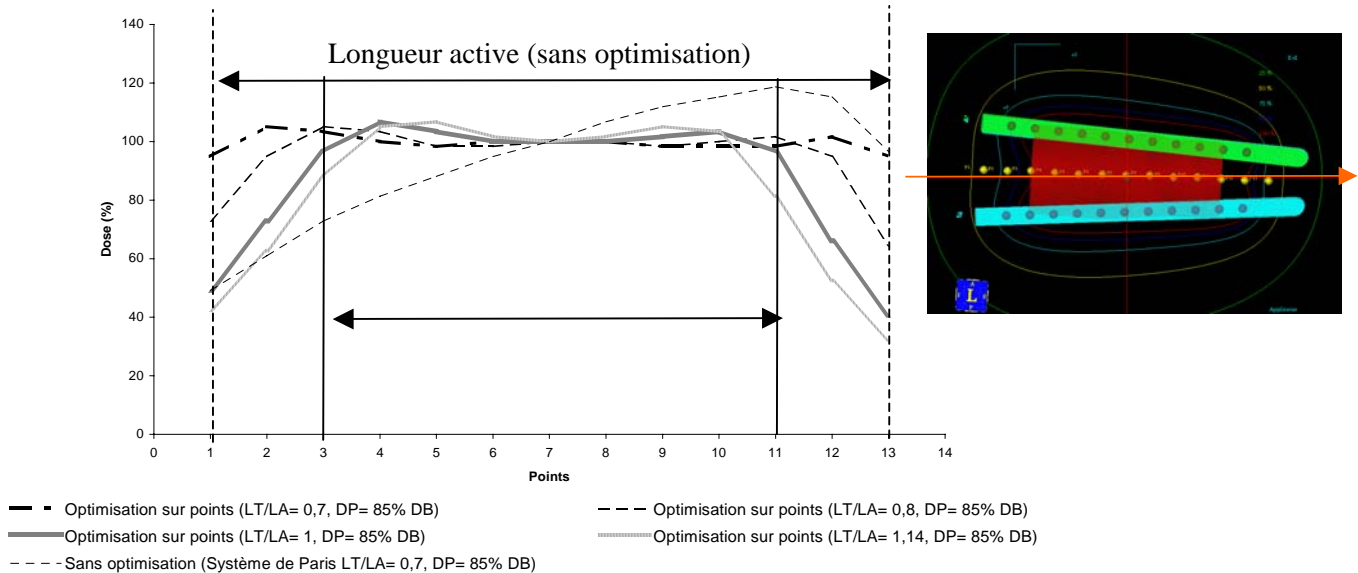 140
120
100
80
60
40
20
0
Dose (%)
Longueur active (sans optimisation)
0 1 2 3 4 5 6 7 8 9 10 11 12 13 14
Points
Optimisation sur points (LT/LA= 0,7, DP= 85% DB)
Optimisation sur points (LT/LA= 0,8, DP= 85% DB)
Optimisation sur points (LT/LA= 1, DP= 85% DB)
Optimisation sur points (LT/LA= 1,14, DP= 85% DB)
Sans optimisation (Système de Paris LT/LA= 0,7, DP= 85% DB)
L